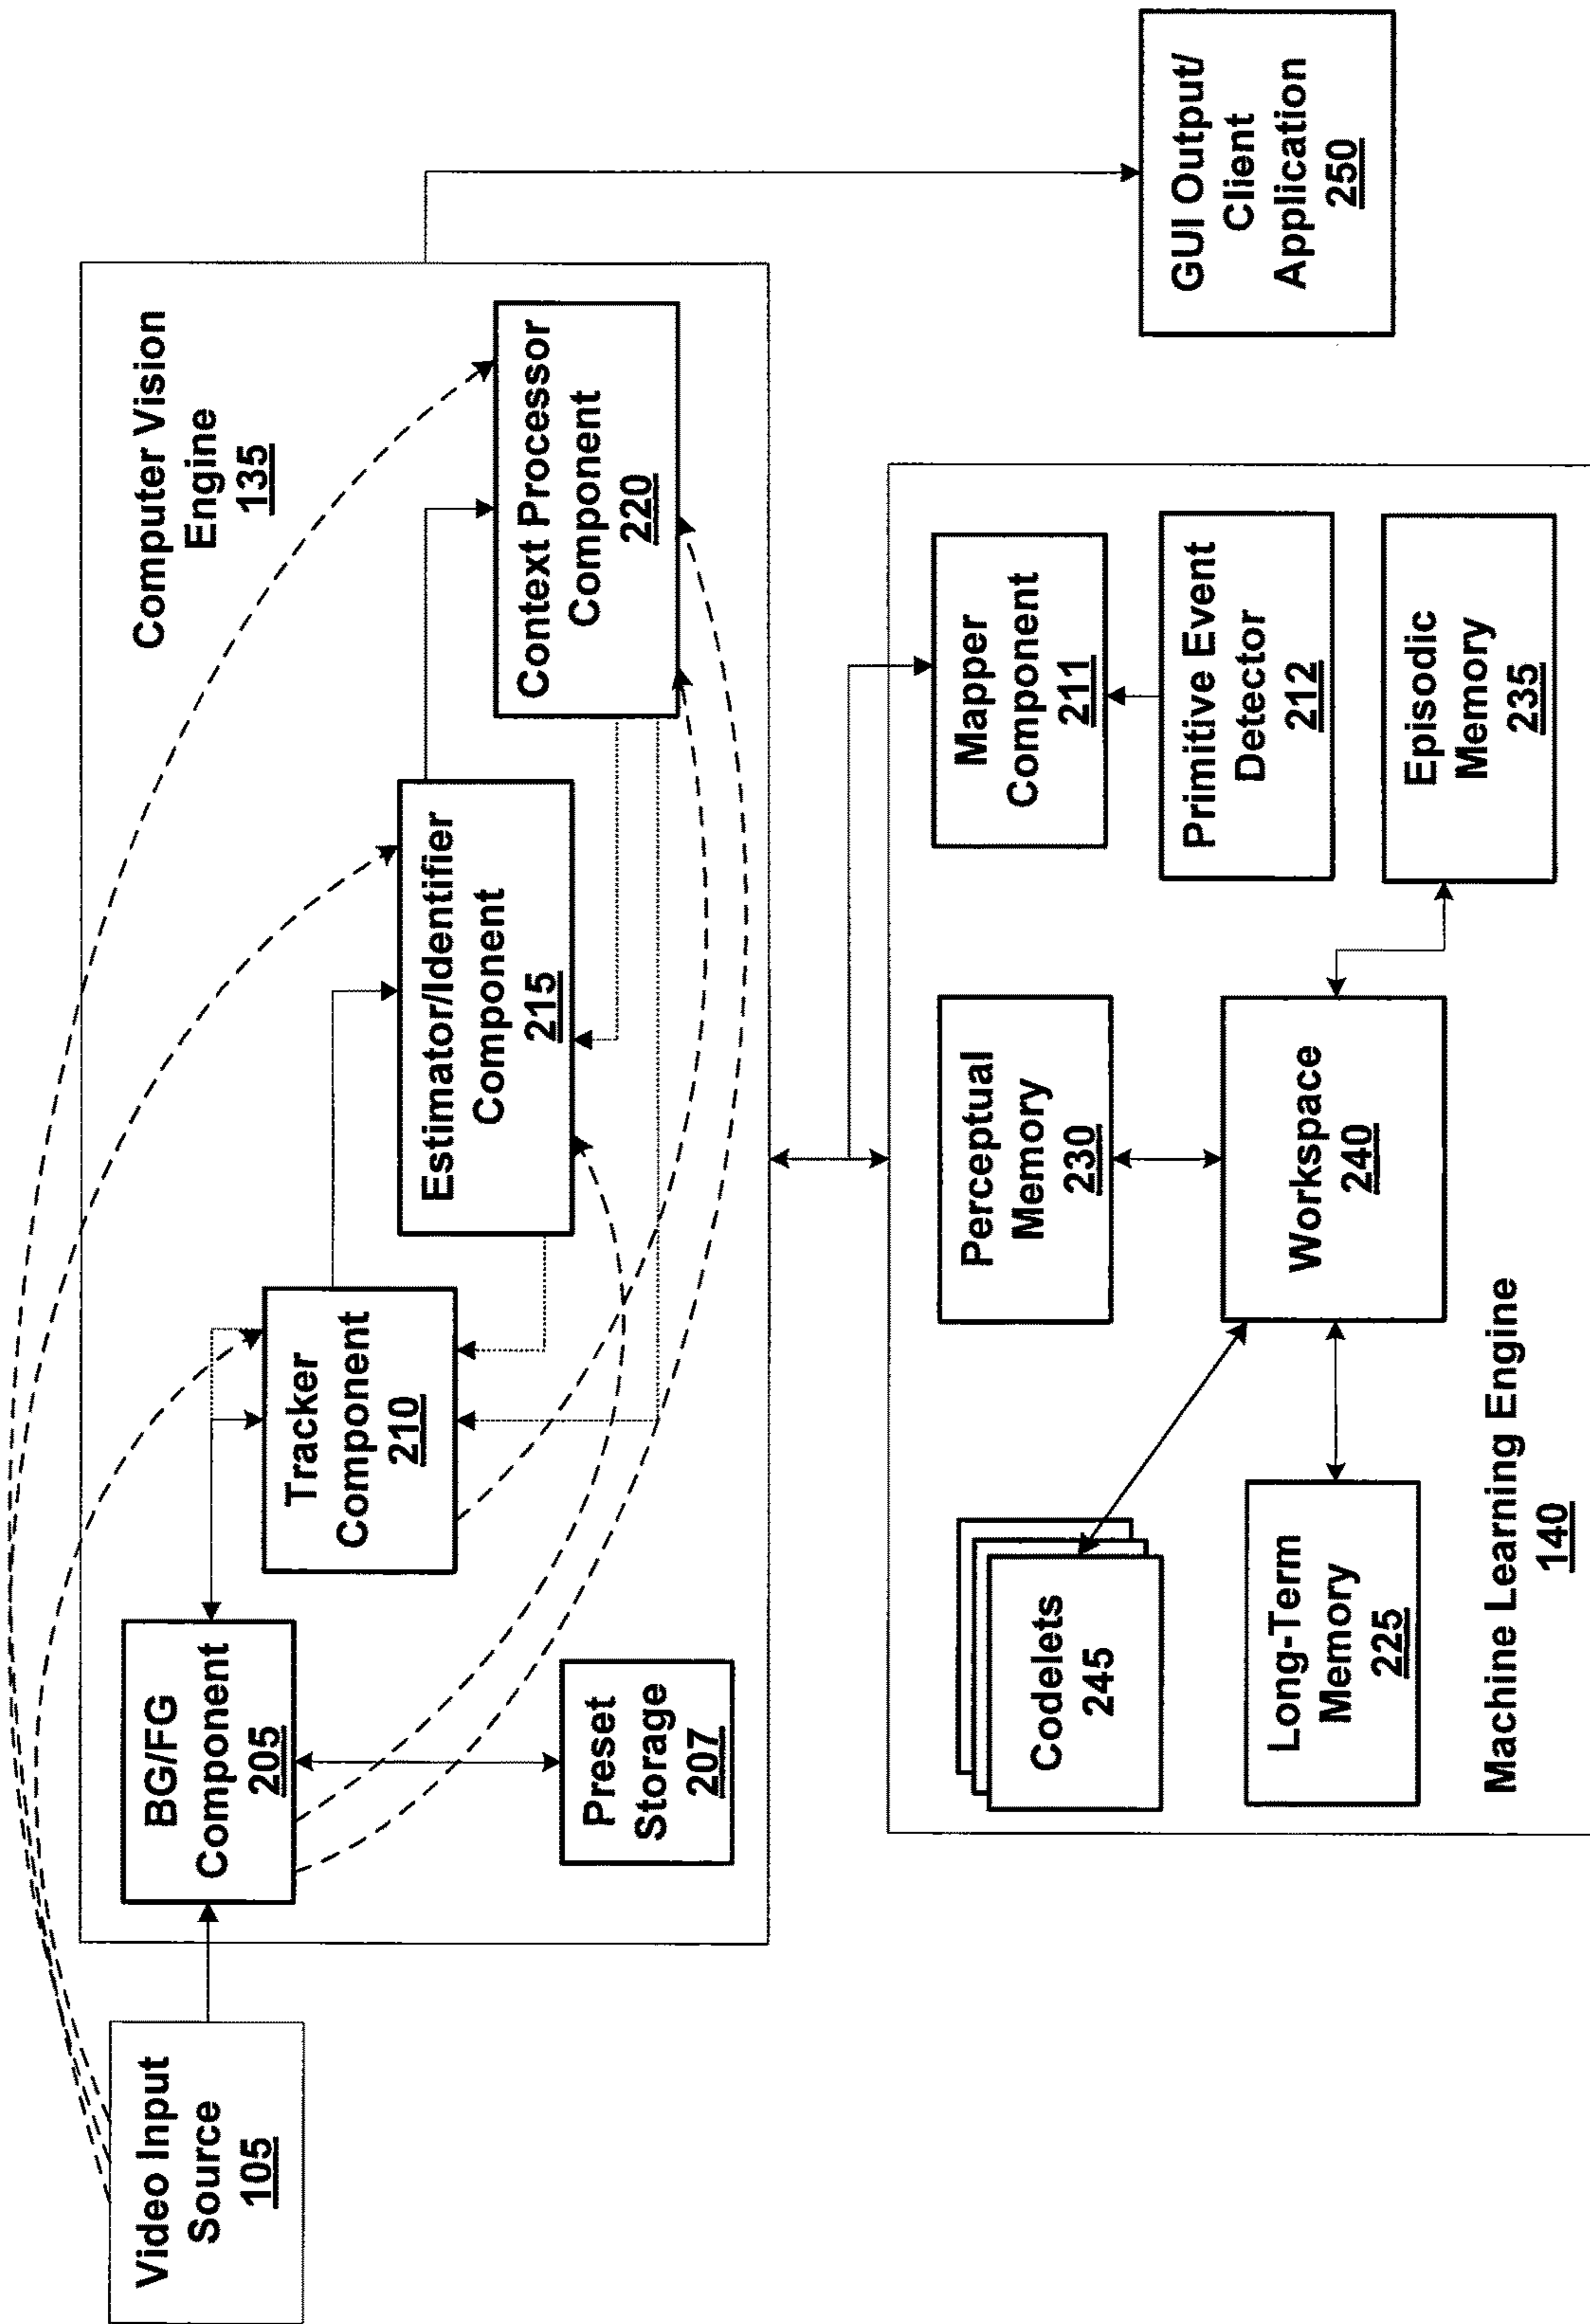 Video Input
Source
105
Computer Vision
Engine
135
BG/FG
Component
205
Tracker
Component
210
Estimator/Identifier
Component
215
Context Processor
Component
220
Preset
Storage
207
Codelets
245
Perceptual
Memory
230
Mapper
Component
211
Primitive Event
Detector
212
Long-Term
Memory
225
Workspace
240
Episodic
Memory
235
Machine Learning Engine
140
GUI Output/
Client
Application
250